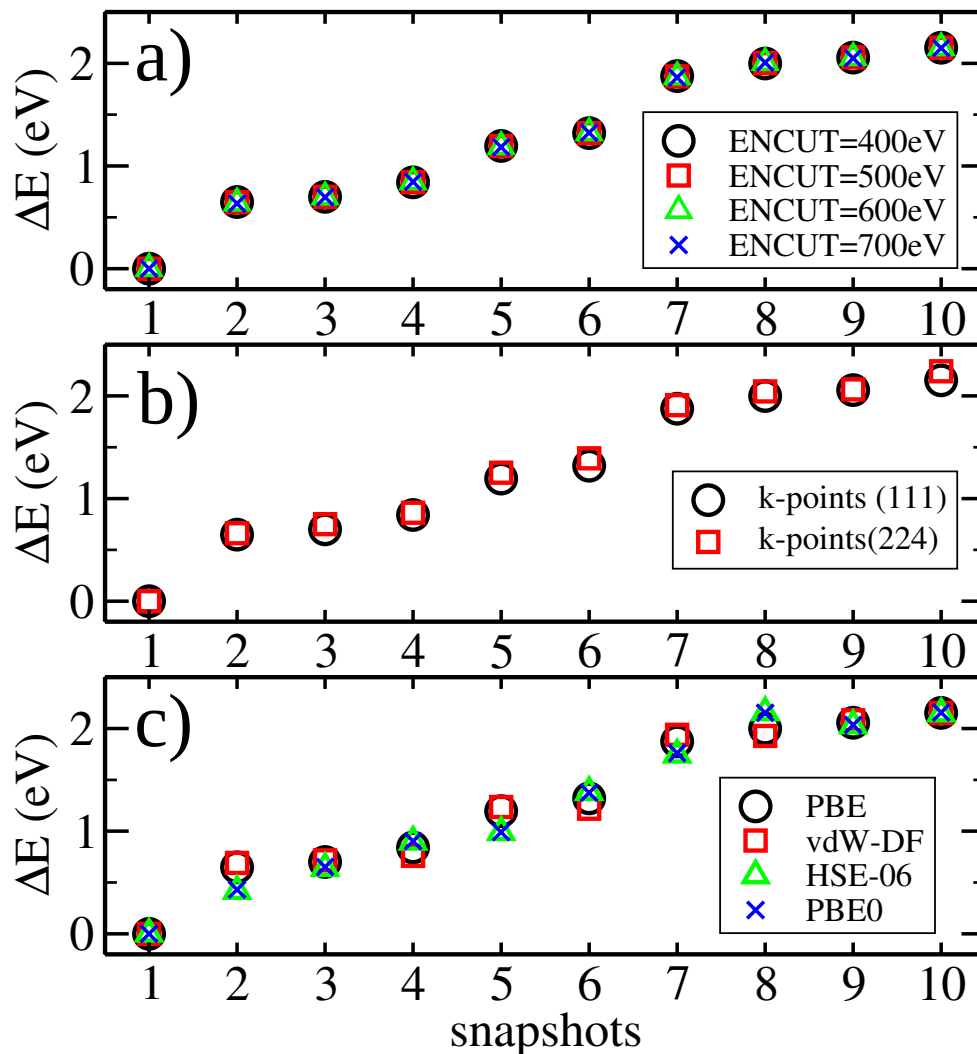 a)
ΔE (eV)
2
1
0
ENCUT=400eV
ENCUT=500eV
ENCUT=600eV
ENCUT=700eV
1 2 3 4 5 6 7 8 9 10
b)
ΔE (eV)
2
1
0
k-points (111)
k-points(224)
1 2 3 4 5 6 7 8 9 10
c)
ΔE (eV)
2
1
0
PBE
vdW-DF
HSE-06
PBE0
1 2 3 4 5 6 7 8 9 10
snapshots